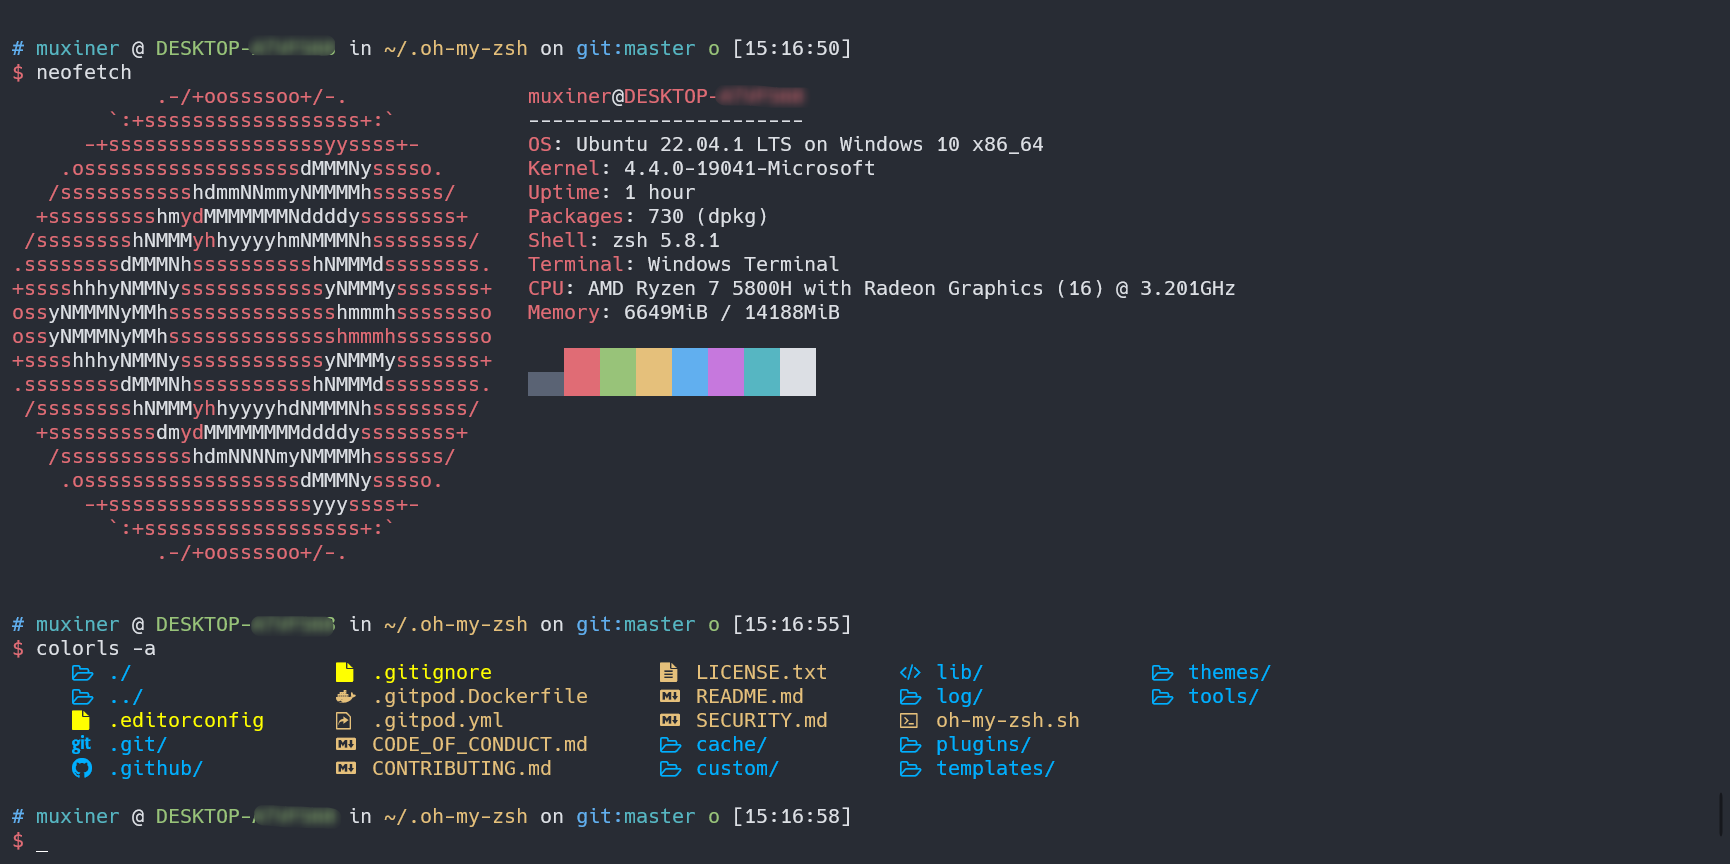 # muxiner @ DESKTOP- in ~/.oh-my-zsh on git:master o [15:16:50]
$ neofetch
.-/+oossssoo+/-. muxiner@DESKTOP-
`:+ssssssssssssssssss+:` -----------------------
-+ssssssssssssssssssyyssss+- OS: Ubuntu 22.04.1 LTS on Windows 10 x86_64
.ossssssssssssssssssdMMMNysssso. Kernel: 4.4.0-19041-Microsoft
/ssssssssssshdmmNNmmyNMMMMhssssss/ Uptime: 1 hour
+ssssssssshmydMMMMMMMNddddyssssssss+ Packages: 730 (dpkg)
/sssssssshNMMMyhhyyyyhmNMMMNhssssssss/ Shell: zsh 5.8.1
.ssssssssdMMMNhsssssssssshNMMMdssssssss. Terminal: Windows Terminal
+sssshhhyNMMNyssssssssssssyNMMMysssssss+ CPU: AMD Ryzen 7 5800H with Radeon Graphics (16) @ 3.201GHz
ossyNMMMNyMMhsssssssssssssshmmmhssssssso Memory: 6649MiB / 14188MiB
ossyNMMMNyMMhsssssssssssssshmmmhssssssso
+sssshhhyNMMNyssssssssssssyNMMMysssssss+
.ssssssssdMMMNhsssssssssshNMMMdssssssss.
/sssssssshNMMMyhhyyyyhdNMMMNhssssssss/
+sssssssssdmydMMMMMMMMddddyssssssss+
/ssssssssssshdmNNNNmyNMMMMhssssss/
.ossssssssssssssssssdMMMNysssso.
-+sssssssssssssssssyyyssss+-
`:+ssssssssssssssssss+:`
.-/+oossssoo+/-.
# muxiner @ DESKTOP- in ~/.oh-my-zsh on git:master o [15:16:55]
$ colorls -a
./ .gitignore LICENSE.txt lib/ themes/
../ .gitpod.Dockerfile README.md log/ tools/
.editorconfig .gitpod.yml SECURITY.md oh-my-zsh.sh
git .git/ CODE_OF_CONDUCT.md cache/ plugins/
.github/ CONTRIBUTING.md custom/ templates/
# muxiner @ DESKTOP- in ~/.oh-my-zsh on git:master o [15:16:58]
$ _